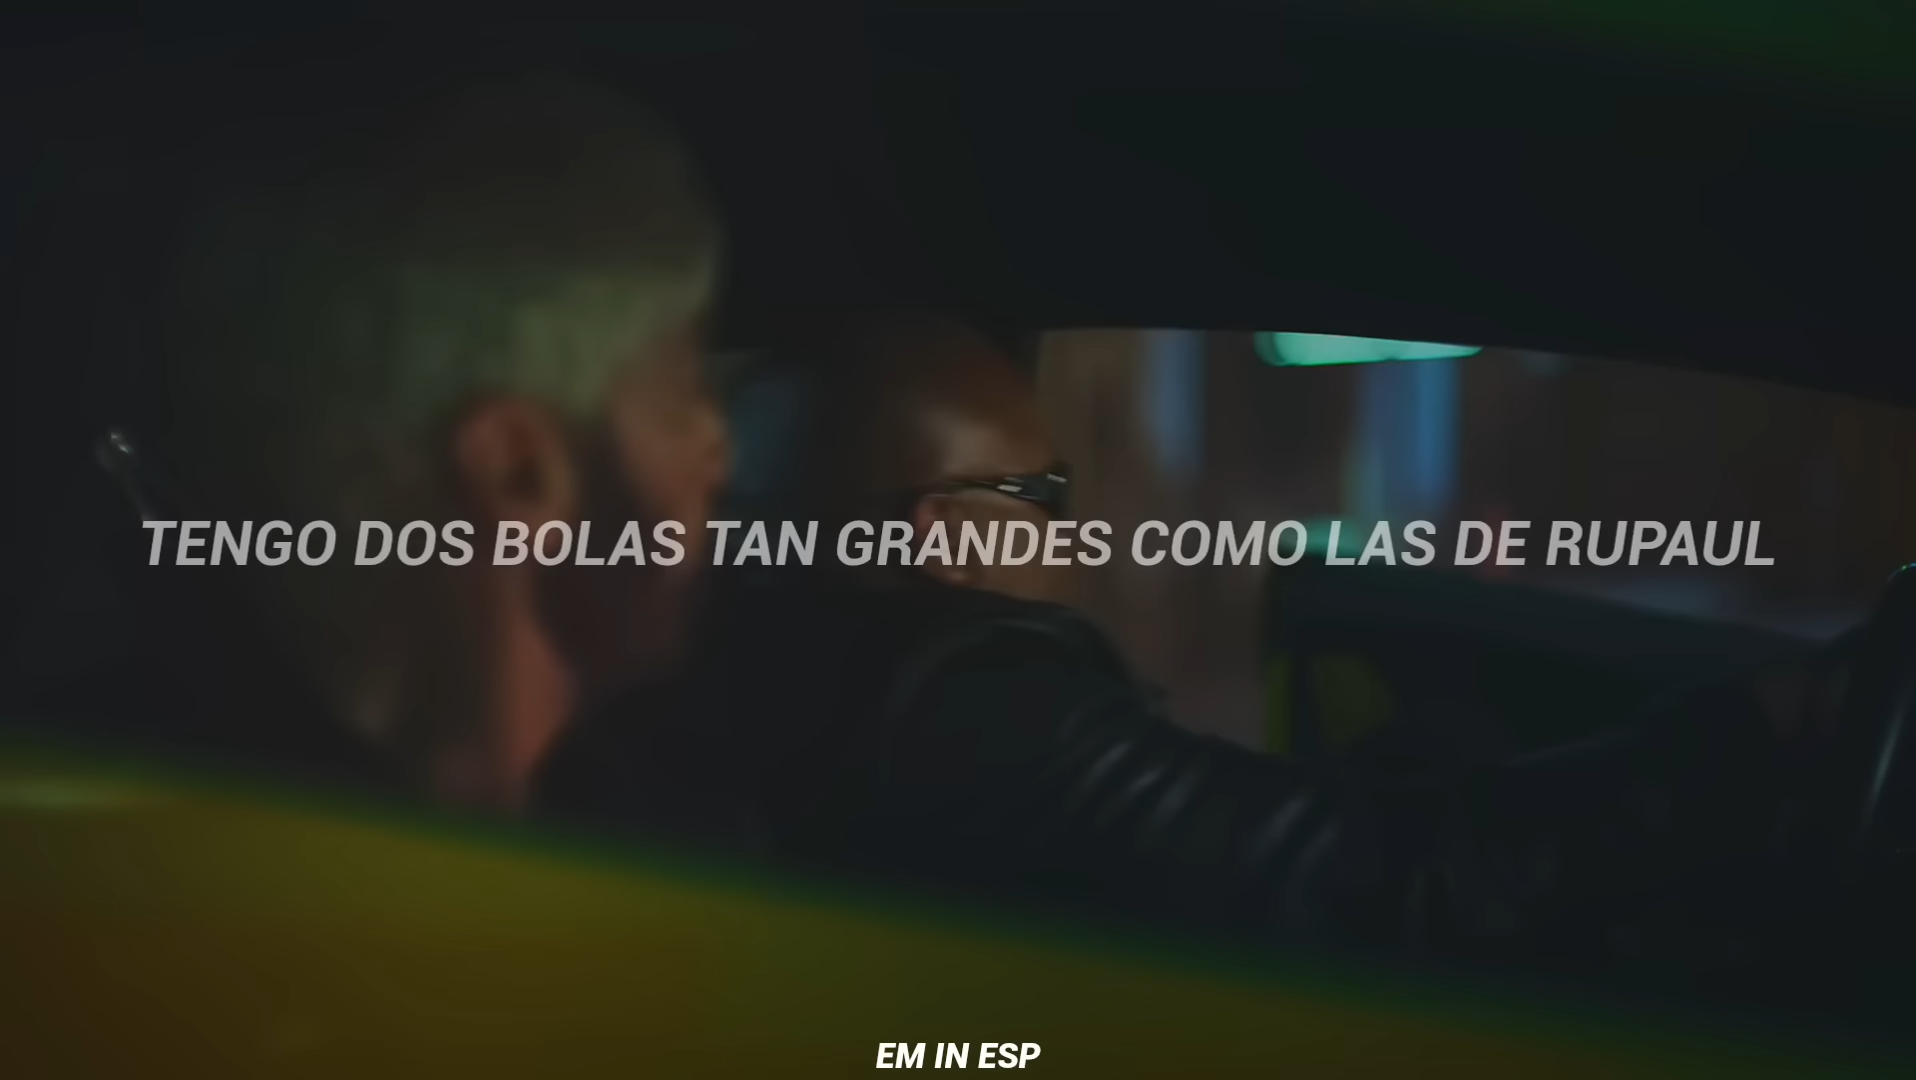 TENGO DOS BOLAS TAN GRANDES COMO LAS DE RUPAUL
EM IN ESP